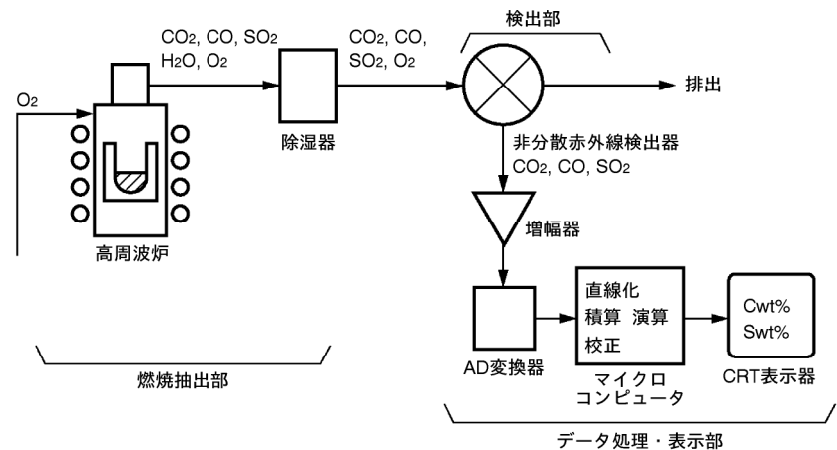 検出部
CO2, CO, SO2
H2O, O2
CO2, CO,
SO2, O2
O2
排出
除湿器
非分散赤外線検出器
CO2, CO, SO2
高周波炉
増幅器
直線化
積算 演算
校正
Cwt%
Swt%
AD変換器
マイクロ
コンピュータ
CRT表示器
燃焼抽出部
データ処理・表示部